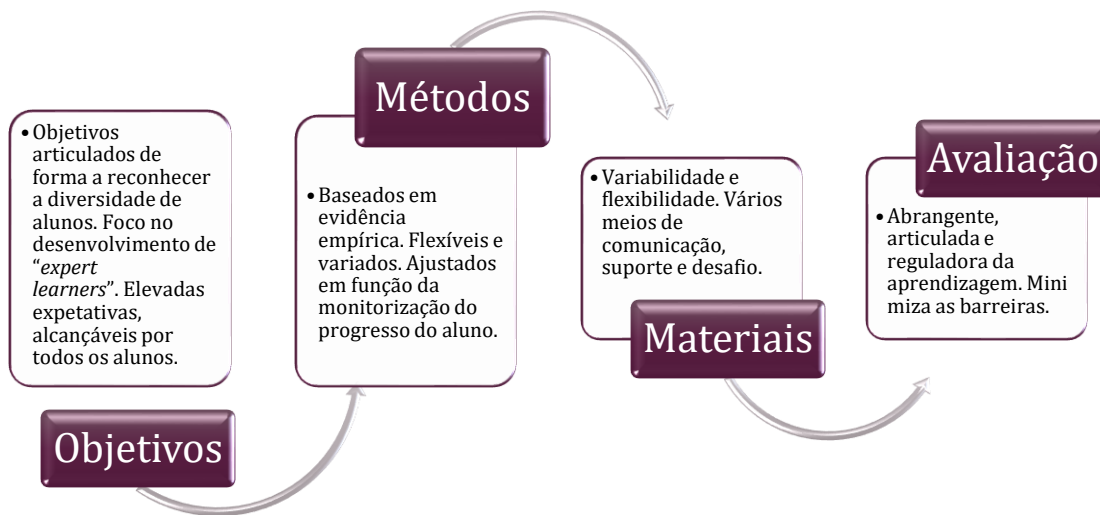 • Objetivos
articulados de
forma a reconhecer
a diversidade de
alunos. Foco no
desenvolvimento de
“expert
learners”. Elevadas
expetativas,
alcançáveis por
todos os alunos.
Objetivos
Métodos
• Baseados em
evidência
empírica. Flexíveis e
variados. Ajustados
em função da
monitorização do
progresso do aluno.
• Variabilidade e
flexibilidade. Vários
meios de
comunicação,
suporte e desafio.
Materiais
Avaliação
• Abrangente,
articulada e
reguladora da
aprendizagem. Mini
miza as barreiras.